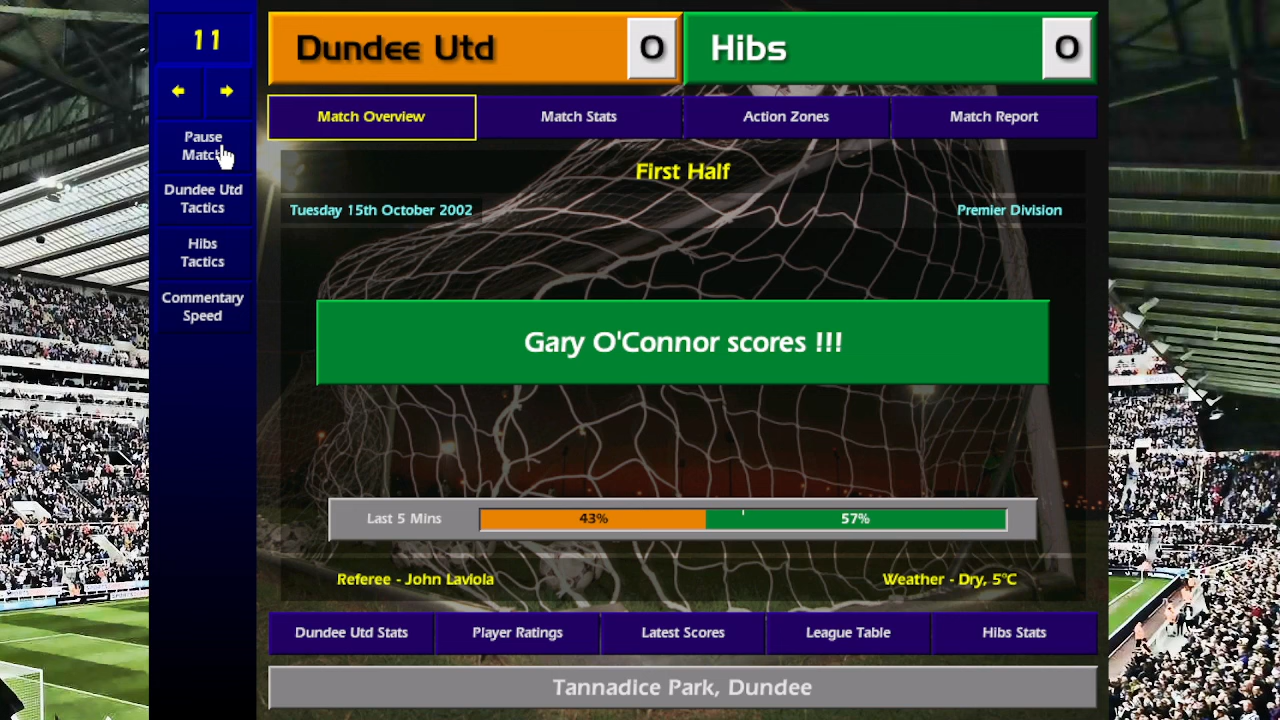 11
Dundee Utd 0 Hibs 0
Pause
Match
Dundee Utd
Tactics
Hibs
Tactics
Commentary
Speed
Match Overview Match Stats Action Zones Match Report
First Half
Tuesday 15th October 2002 Premier Division
Gary O'Connor scores !!!
Last 5 Mins 43% 57%
Referee - John Laviola Weather - Dry, 5°C
Dundee Utd Stats Player Ratings Latest Scores League Table Hibs Stats
Tannadice Park, Dundee